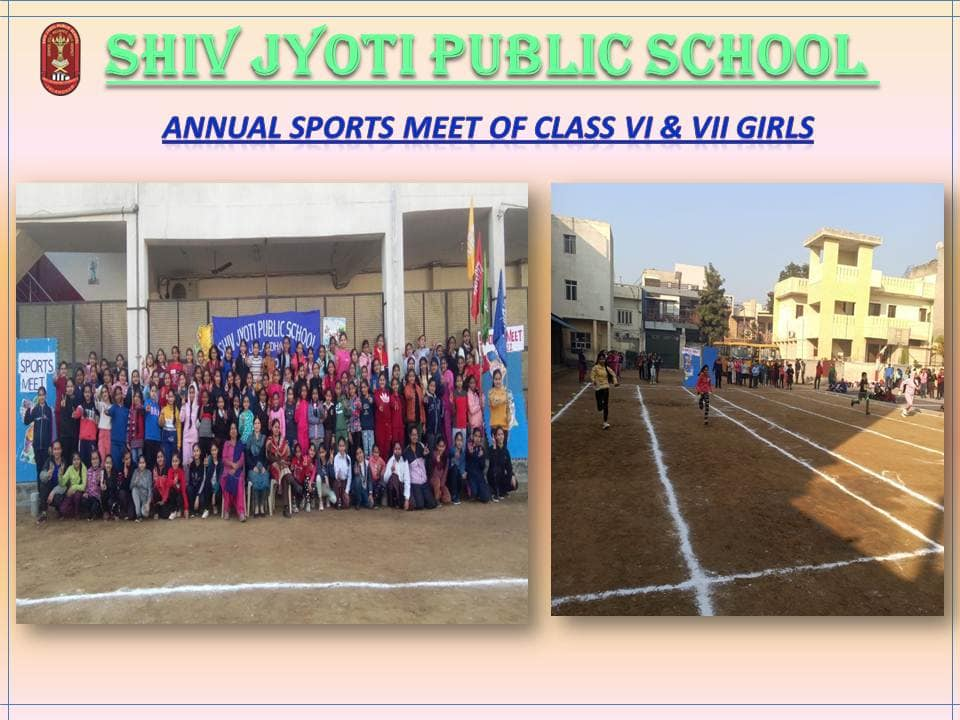 SHIV JYOTI PUBLIC SCHOOL
ANNUAL SPORTS MEET OF CLASS VI & VII GIRLS
SHIV JYOTI PUBLIC SCHOOL
SPORTS
MEET
MEET